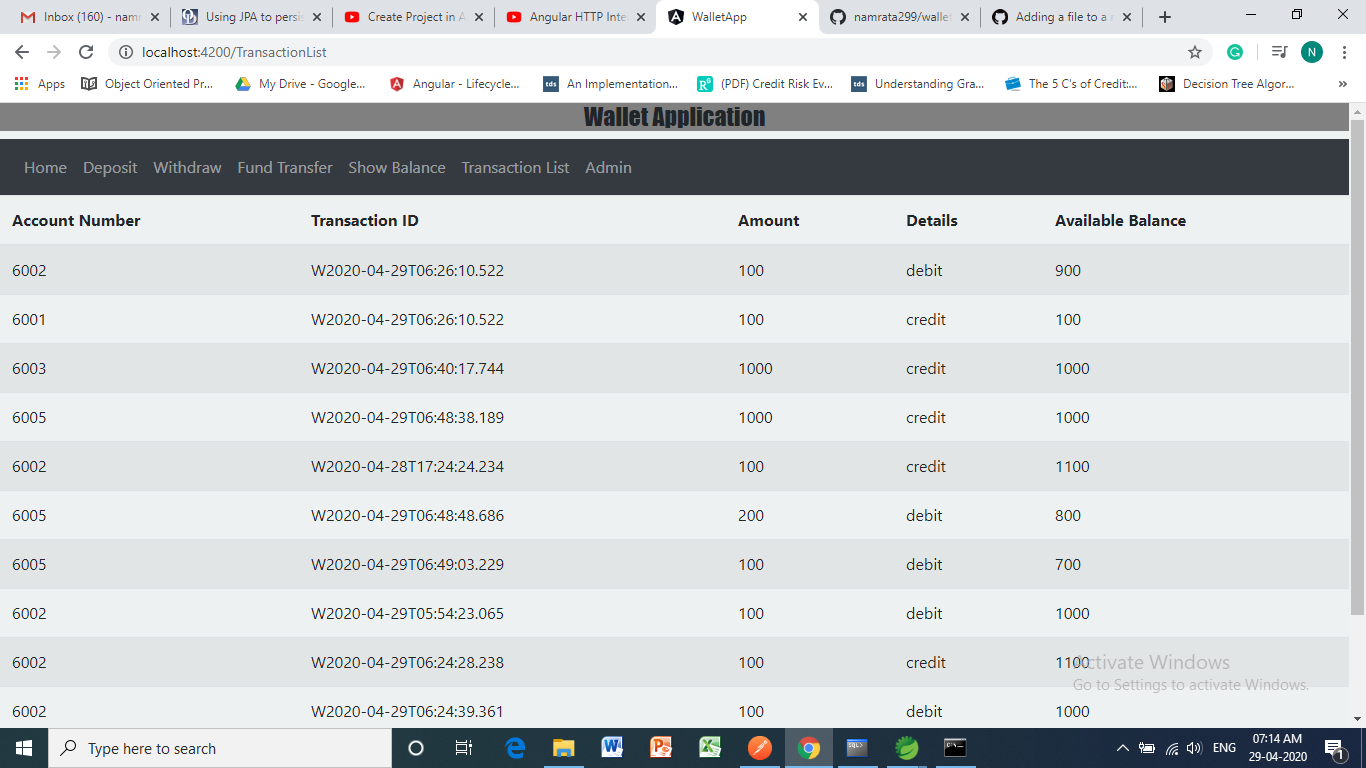 Inbox (160) - namr Using JPA to persis Create Project in A Angular HTTP Inte WalletApp namrata299/wallet Adding a file to a r
localhost:4200/TransactionList N
Apps Object Oriented Pr... My Drive - Google... Angular - Lifecycle... tds An Implementation... R⁶ (PDF) Credit Risk Ev... tds Understanding Gra... The 5 C's of Credit:... Decision Tree Algor... »
Wallet Application
Home Deposit Withdraw Fund Transfer Show Balance Transaction List Admin
Account Number Transaction ID Amount Details Available Balance
6002 W2020-04-29T06:26:10.522 100 debit 900
6001 W2020-04-29T06:26:10.522 100 credit 100
6003 W2020-04-29T06:40:17.744 1000 credit 1000
6005 W2020-04-29T06:48:38.189 1000 credit 1000
6002 W2020-04-28T17:24:24.234 100 credit 1100
6005 W2020-04-29T06:48:48.686 200 debit 800
6005 W2020-04-29T06:49:03.229 100 debit 700
6002 W2020-04-29T05:54:23.065 100 debit 1000
6002 W2020-04-29T06:24:28.238 100 credit 1100
Activate Windows
Go to Settings to activate Windows.
6002 W2020-04-29T06:24:39.361 100 debit 1000
Type here to search ENG 07:14 AM
29-04-2020 1